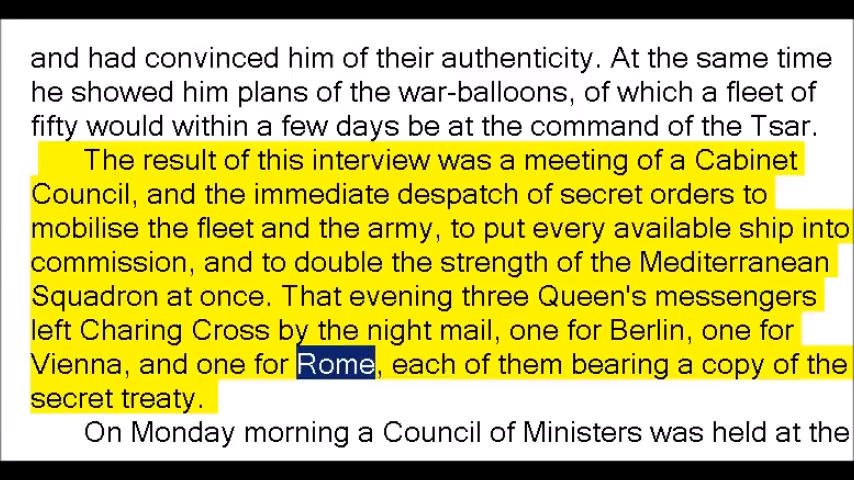 and had convinced him of their authenticity. At the same time
he showed him plans of the war-balloons, of which a fleet of
fifty would within a few days be at the command of the Tsar.
The result of this interview was a meeting of a Cabinet
Council, and the immediate despatch of secret orders to
mobilise the fleet and the army, to put every available ship into
commission, and to double the strength of the Mediterranean
Squadron at once. That evening three Queen's messengers
left Charing Cross by the night mail, one for Berlin, one for
Vienna, and one for Rome, each of them bearing a copy of the
secret treaty.
On Monday morning a Council of Ministers was held at the